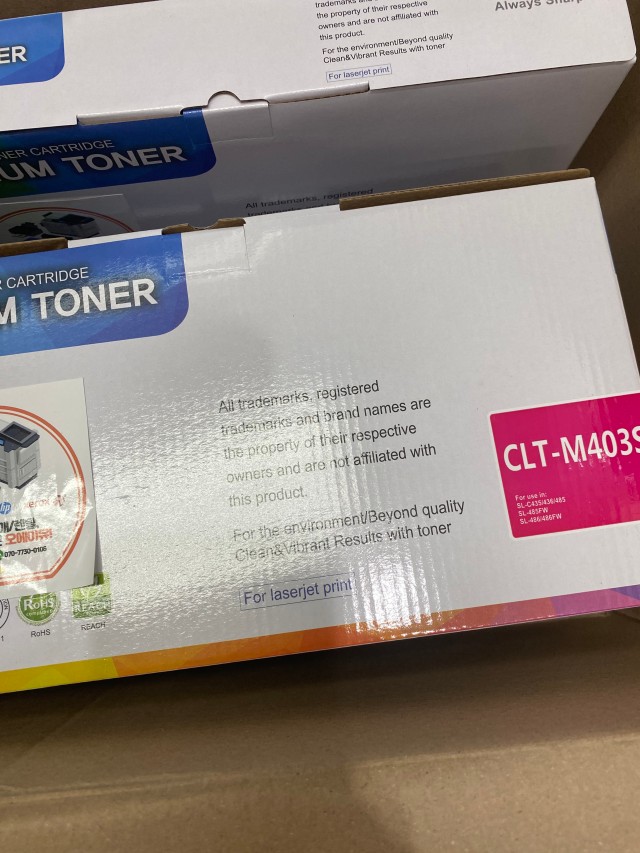 ER
trademarks and
the property of their respective
owners and are not affiliated with
this product.
For the environment/Beyond quality
Clean&Vibrant Results with toner
For laserjet print
Always Sharp
NER CARTRIDGE
UM TONER
All trademarks, registered
R CARTRIDGE
M TONER
All trademarks, registered
trademarks and brand names are
the property of their respective
owners and are not affiliated with
this product.
For the environment/Beyond quality
Clean&Vibrant Results with toner
For laserjet print
CLT-M403S
For use in:
SL-C435/436/485
SL-485FW
SL-486/486FW
hp
070-7730-0106
RoHS
RoHS
REACH
REACH